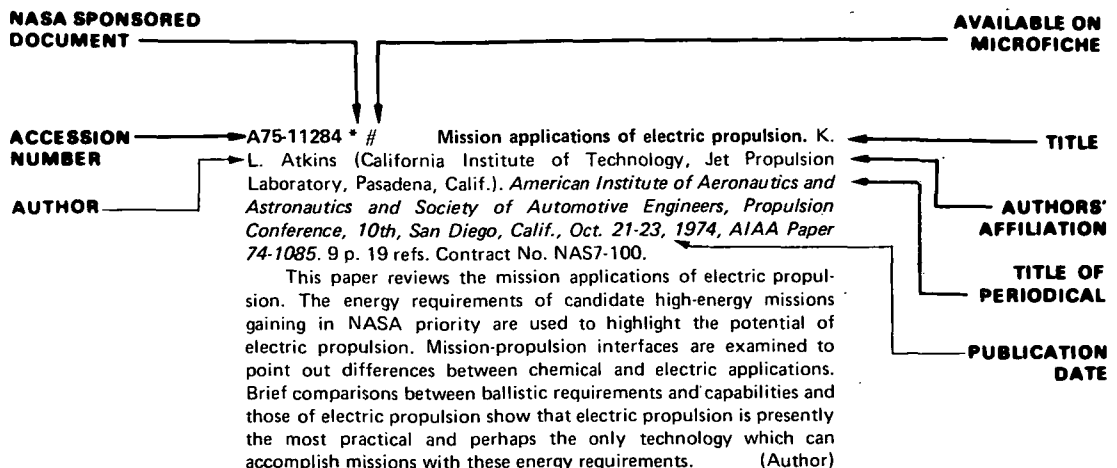 NASA SPONSORED
DOCUMENT
AVAILABLE ON
MICROFICHE
ACCESSION
NUMBER
AUTHOR
A75-11284 * # Mission applications of electric propulsion. K.
L. Atkins (California Institute of Technology, Jet Propulsion
Laboratory, Pasadena, Calif.). American Institute of Aeronautics and
Astronautics and Society of Automotive Engineers, Propulsion
Conference, 10th, San Diego, Calif., Oct. 21-23, 1974, AIAA Paper
74-1085. 9 p. 19 refs. Contract No. NAS7-100.
This paper reviews the mission applications of electric propul-
sion. The energy requirements of candidate high-energy missions
gaining in NASA priority are used to highlight the potential of
electric propulsion. Mission-propulsion interfaces are examined to
point out differences between chemical and electric applications.
Brief comparisons between ballistic requirements and capabilities and
those of electric propulsion show that electric propulsion is presently
the most practical and perhaps the only technology which can
accomplish missions with these energy requirements. (Author)
TITLE
AUTHORS'
AFFILIATION
TITLE OF
PERIODICAL
PUBLICATION
DATE